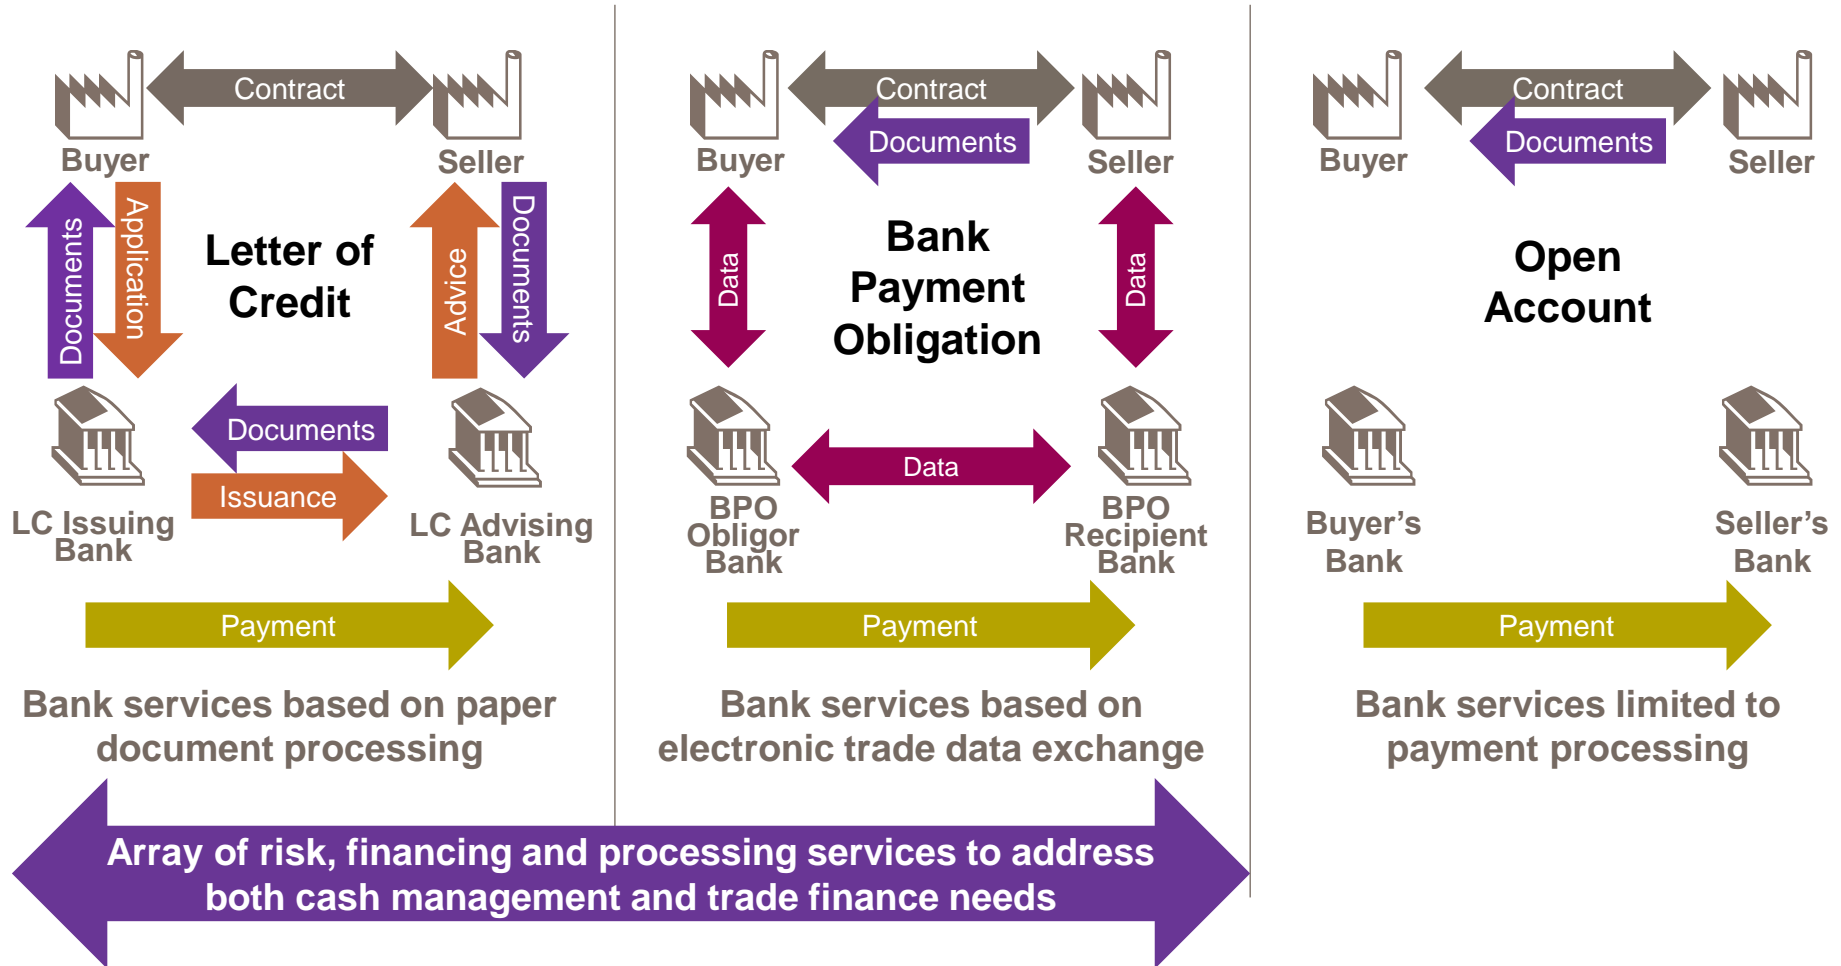 Contract
Buyer
Seller
Documents
Application
Letter of
Credit
Advice
Documents
Documents
Issuance
LC Issuing
Bank
LC Advising
Bank
Payment
Bank services based on paper
document processing
Contract
Documents
Buyer
Seller
Data
Bank
Payment
Obligation
Data
Data
BPO
Obligor
Bank
BPO
Recipient
Bank
Payment
Bank services based on
electronic trade data exchange
Contract
Documents
Buyer
Seller
Open
Account
Buyer’s
Bank
Seller’s
Bank
Payment
Bank services limited to
payment processing
Array of risk, financing and processing services to address
both cash management and trade finance needs